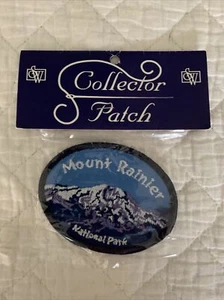 Collector
Patch
Mount Rainier
National Park